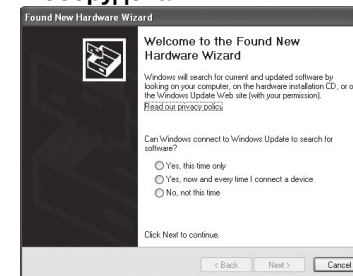 Found New Hardware Wizard
Welcome to the Found New
Hardware Wizard
Windows will search for current and updated software by
looking on your computer, on the hardware installation CD, or o
the Windows Update Web site (with your permission).
Read our privacy policy
Can Windows connect to Windows Update to search for
software?
Yes, this time only
Yes, now and every time I connect a device
No, not this time
Click Next to continue.
< Back
Next >
Cancel